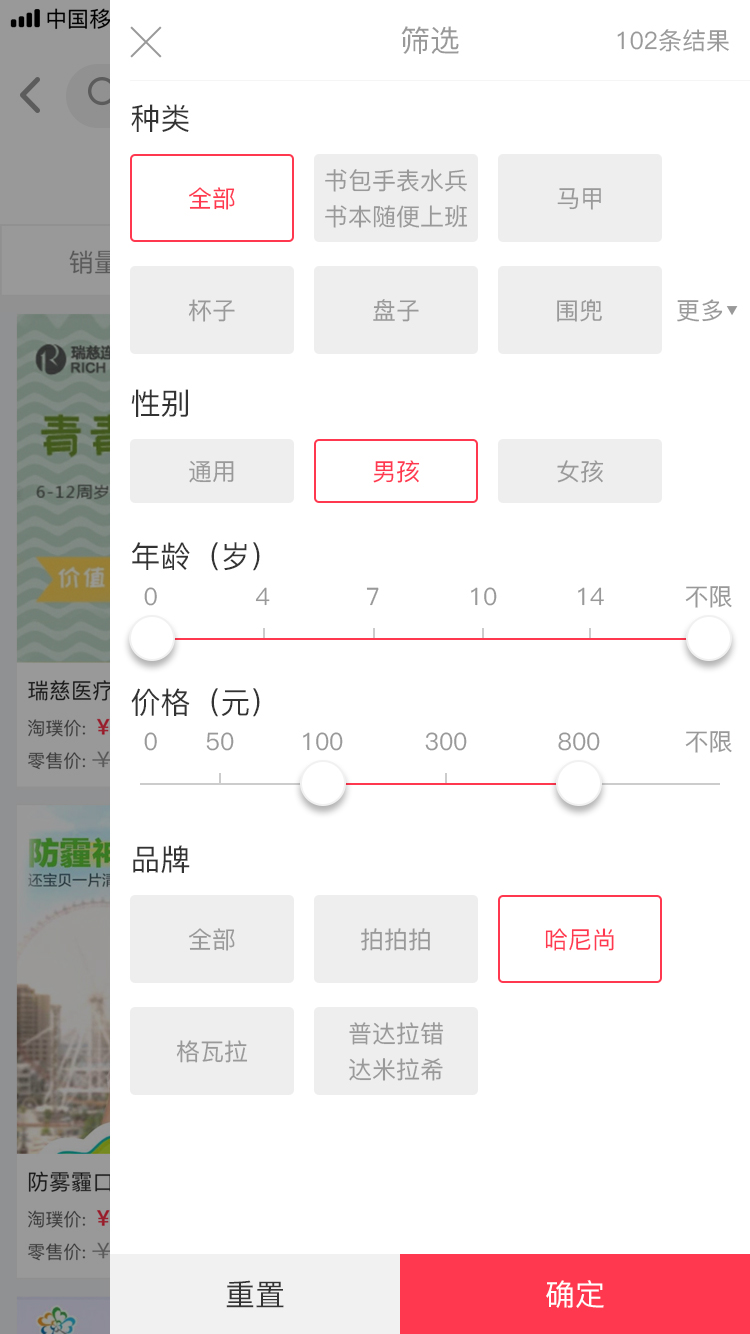 中国移
筛选
102条结果
种类
全部
书包手表水兵
书本随便上班
马甲
杯子
盘子
围兜
更多
性别
通用
男孩
女孩
年龄（岁）
0 4 7 10 14 不限
价格（元）
0 50 100 300 800 不限
品牌
全部
拍拍拍
哈尼尚
格瓦拉
普达拉错
达米拉希
重置
确定
销量
瑞慈连
RICH
青青
6-12周岁
价值
瑞慈医疗
淘璞价: ¥
零售价: ¥
防霾神
还宝贝一片清
防雾霾口
淘璞价: ¥
零售价: ¥